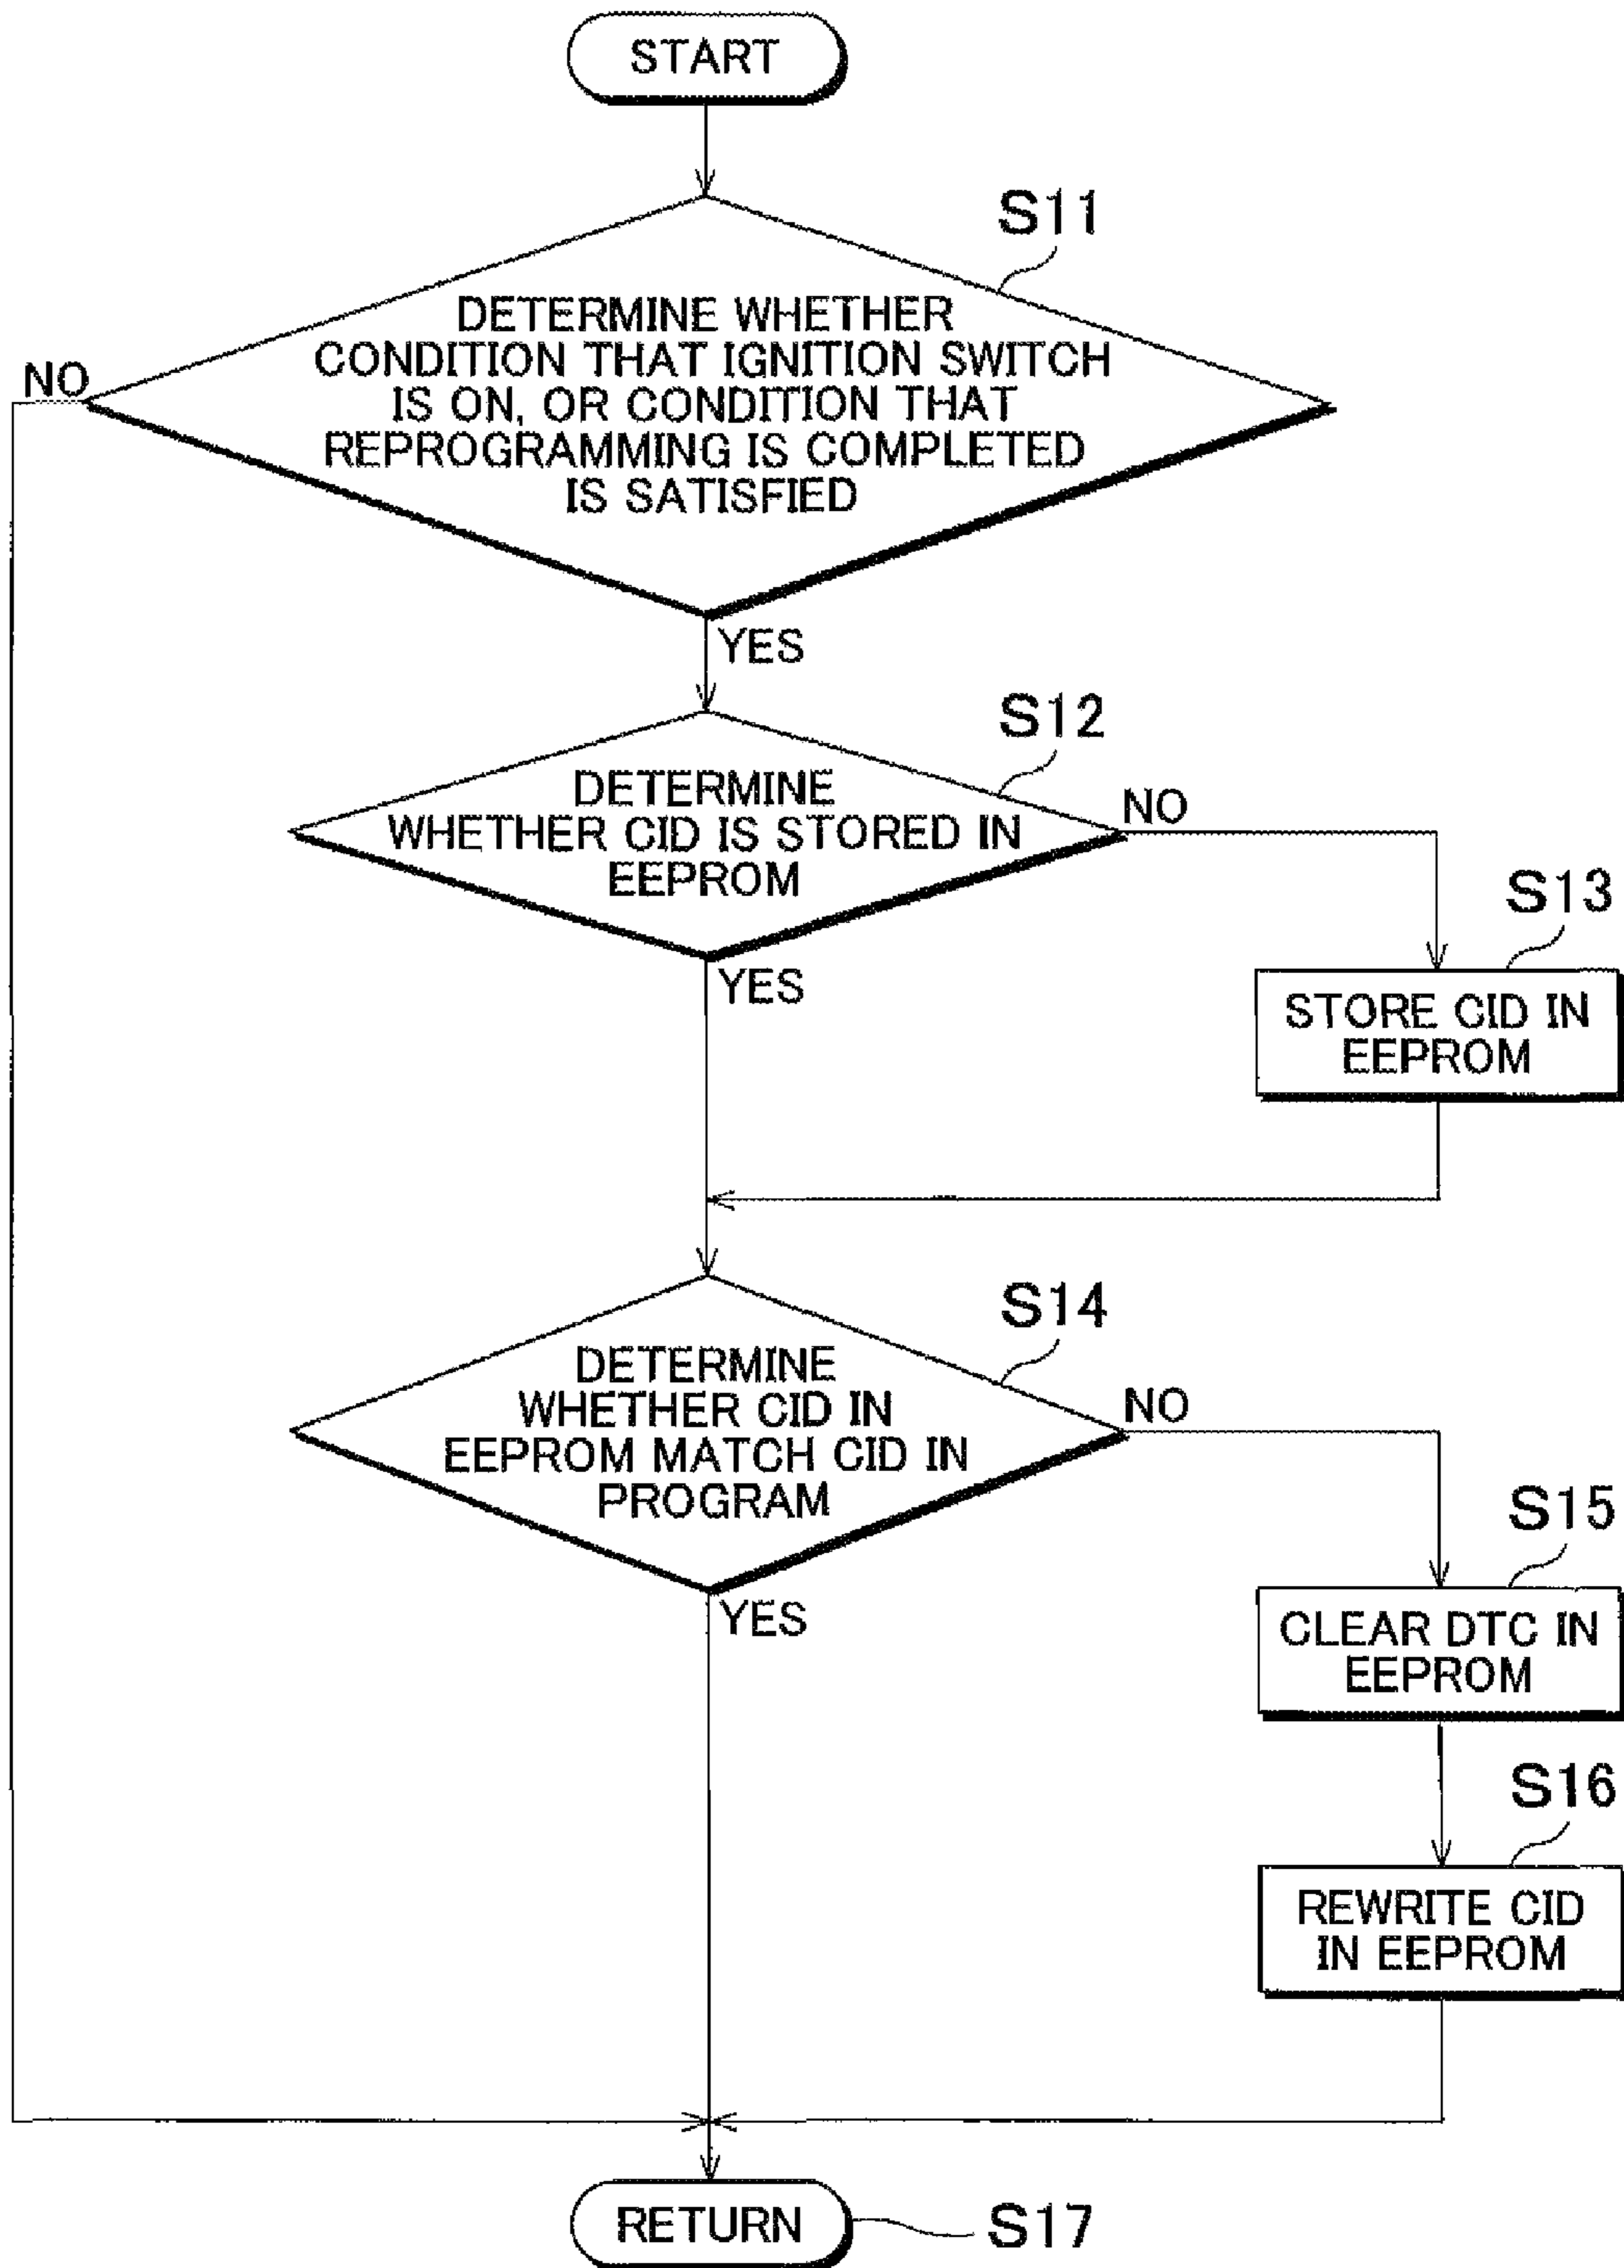 START
S11
DETERMINE WHETHER
CONDITION THAT IGNITION SWITCH
IS ON, OR CONDITION THAT
REPROGRAMMING IS COMPLETED
IS SATISFIED
NO
YES
S12
DETERMINE
WHETHER CID IS STORED IN
EEPROM
NO
YES
S13
STORE CID IN
EEPROM
S14
DETERMINE
WHETHER CID IN
EEPROM MATCH CID IN
PROGRAM
NO
YES
S15
CLEAR DTC IN
EEPROM
S16
REWRITE CID
IN EEPROM
RETURN
S17